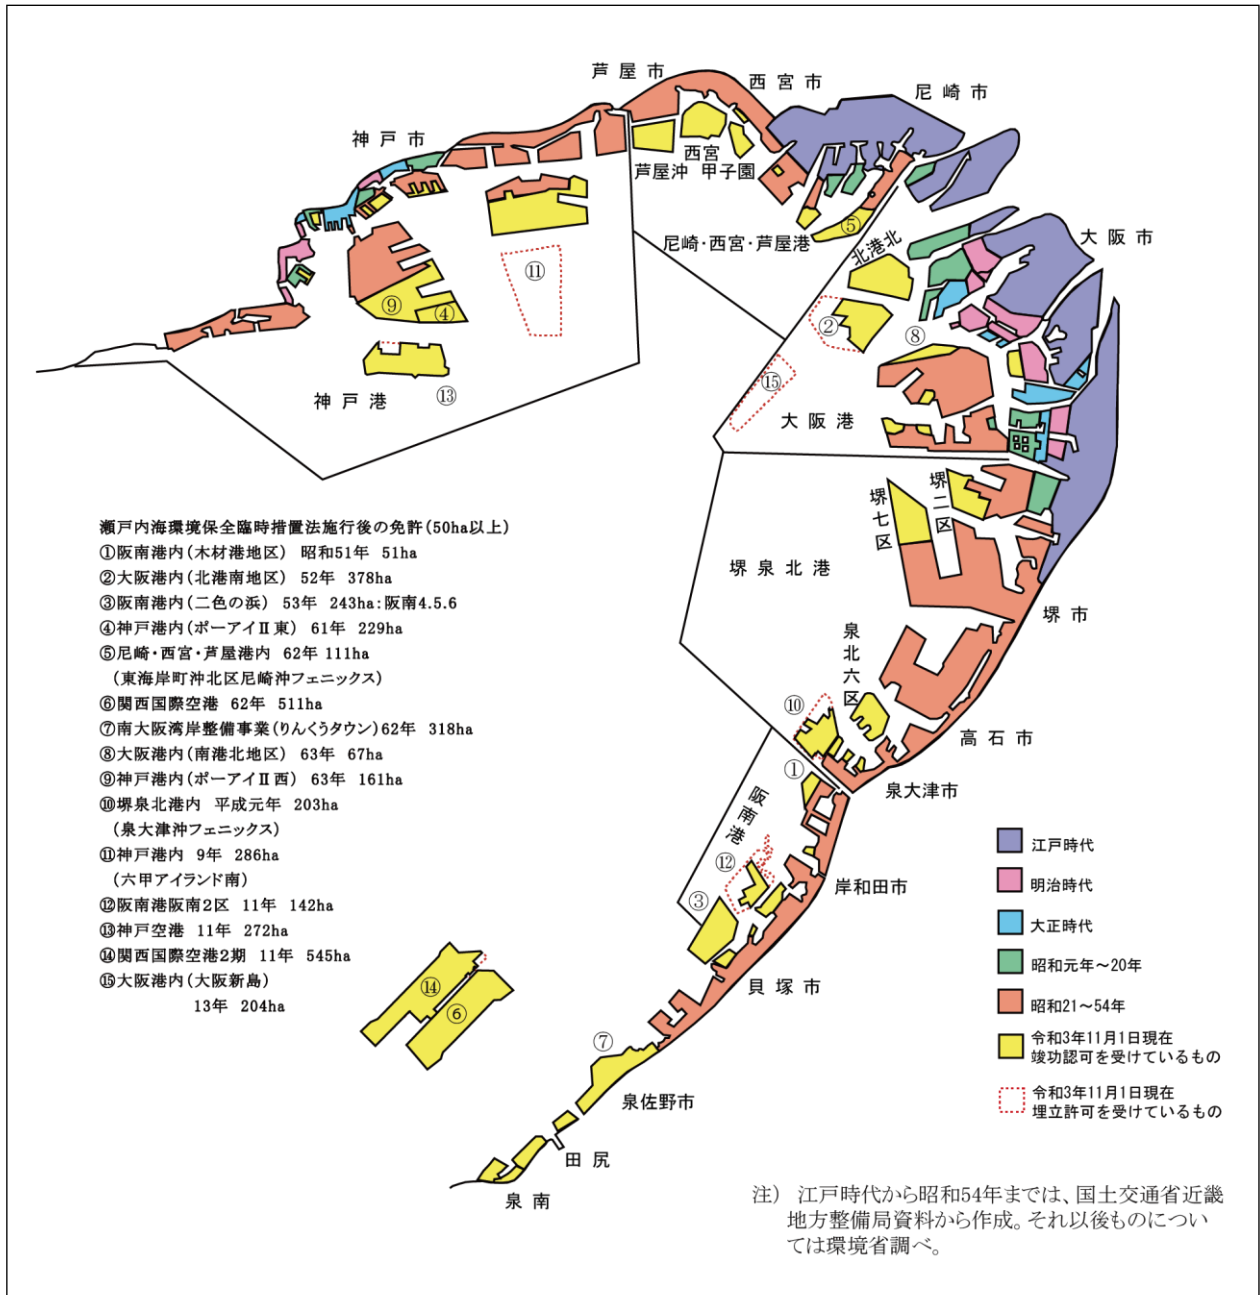 芦屋市
西宮市
尼崎市
神戸市
西宮
芦屋沖 甲子園
大阪市
尼崎・西宮・芦屋港
⑤
北港北
⑪
⑨
④
②
⑧
⑬
⑮
神戸港
大阪港
堺七区
堺二区
瀬戸内海環境保全臨時措置法施行後の免許(50ha以上)
①阪南港内(木材港地区) 昭和51年 51ha
②大阪港内(北港南地区) 52年 378ha
③阪南港内(二色の浜) 53年 243ha:阪南4.5.6
④神戸港内(ポーアイⅡ東) 61年 229ha
⑤尼崎・西宮・芦屋港内 62年 111ha
(東海岸町沖北区尼崎沖フェニックス)
⑥関西国際空港 62年 511ha
⑦南大阪湾岸整備事業(りんくうタウン)62年 318ha
⑧大阪港内(南港北地区) 63年 67ha
⑨神戸港内(ポーアイⅡ西) 63年 161ha
⑩堺泉北港内 平成元年 203ha
(泉大津沖フェニックス)
⑪神戸港内 9年 286ha
(六甲アイランド南)
⑫阪南港阪南2区 11年 142ha
⑬神戸空港 11年 272ha
⑭関西国際空港2期 11年 545ha
⑮大阪港内(大阪新島)
13年 204ha
堺泉北港
堺市
泉北六区
⑩
高石市
①
泉大津市
阪南港
⑫
岸和田市
③
貝塚市
⑭
⑥
⑦
泉佐野市
田尻
泉南
江戸時代
明治時代
大正時代
昭和元年～20年
昭和21～54年
令和3年11月1日現在
竣功認可を受けているもの
令和3年11月1日現在
埋立許可を受けているもの
注) 江戸時代から昭和54年までは、国土交通省近畿
地方整備局資料から作成。それ以後ものについ
ては環境省調べ。